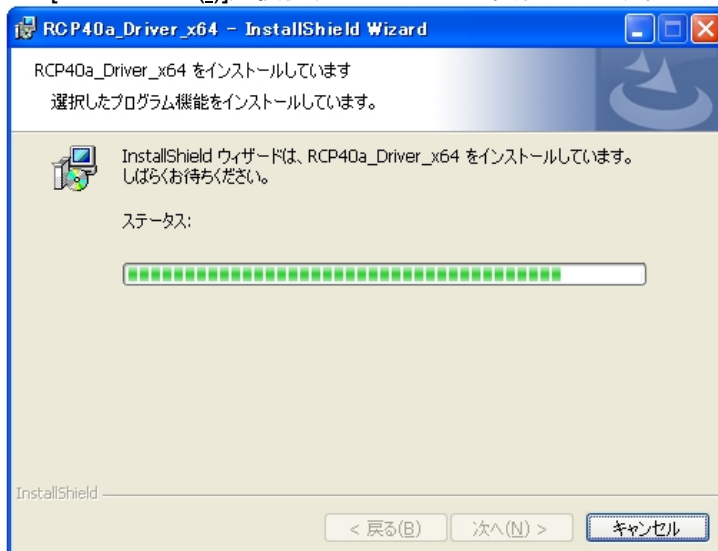 RCP40a_Driver_x64 - InstallShield Wizard
RCP40a_Driver_x64 をインストールしています
選択したプログラム機能をインストールしています。
InstallShield ウィザードは、RCP40a_Driver_x64 をインストールしています。
しばらくお待ちください。
ステータス:
InstallShield
< 戻る(B)
次へ(N) >
キャンセル